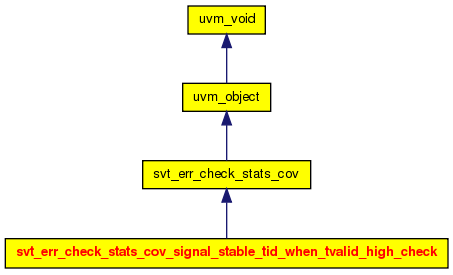 uvm_void
uvm_object
svt_err_check_stats_cov
svt_err_check_stats_cov_signal_stable_tid_when_tvalid_high_check